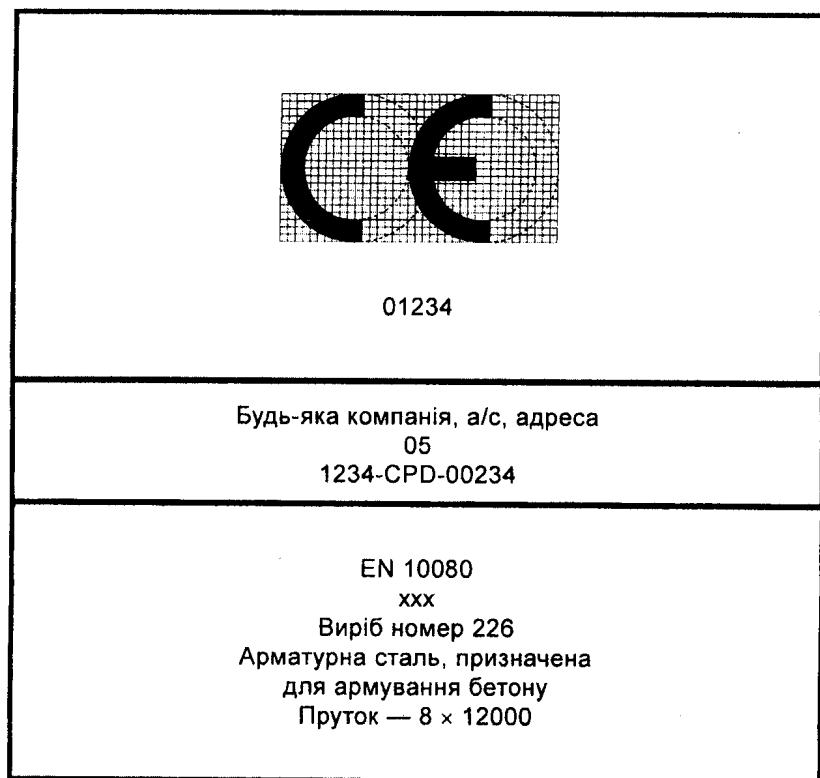 CE
01234
Будь-яка компанія, а/с, адреса
05
1234-CPD-00234
EN 10080
xxx
Виріб номер 226
Арматурна сталь, призначена
для армування бетону
Пруток — 8 × 12000